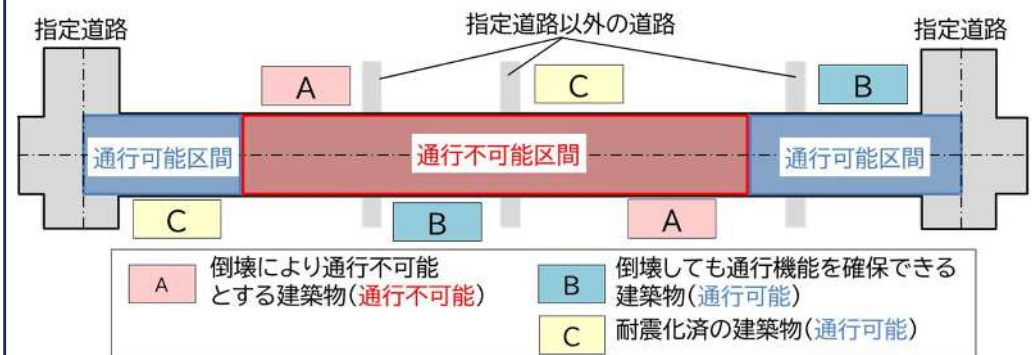 指定道路
指定道路以外の道路
指定道路
A
C
B
通行可能区間
通行不可能区間
通行可能区間
C
B
A
A
倒壊により通行不可能
とする建築物(通行不可能)
B
倒壊しても通行機能を確保できる
建築物(通行可能)
C
耐震化済の建築物(通行可能)